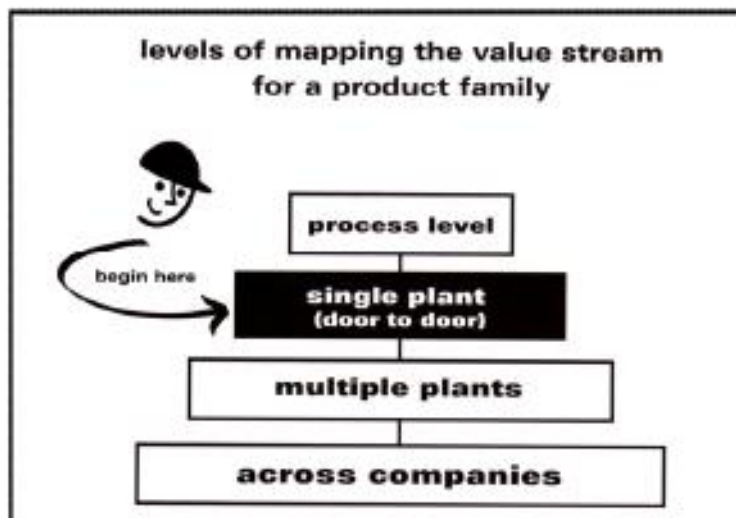 levels of mapping the value stream
for a product family
process level
begin here
single plant
(door to door)
multiple plants
across companies